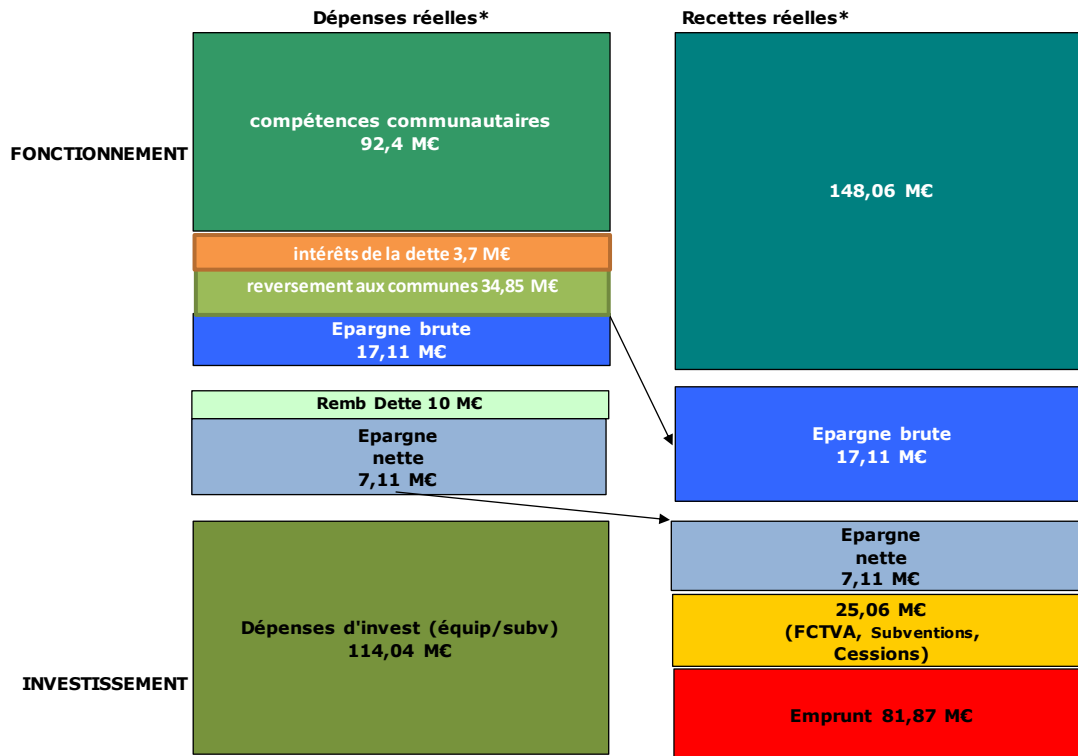 Dépenses réelles*
Recettes réelles*
FONCTIONNEMENT
compétences communautaires
92,4 M€
148,06 M€
intérêts de la dette 3,7 M€
reversement aux communes 34,85 M€
Epargne brute
17,11 M€
Remb Dette 10 M€
Epargne
nette
7,11 M€
Epargne brute
17,11 M€
INVESTISSEMENT
Dépenses d'invest (équip/subv)
114,04 M€
Epargne
nette
7,11 M€
25,06 M€
(FCTVA, Subventions,
Cessions)
Emprunt 81,87 M€